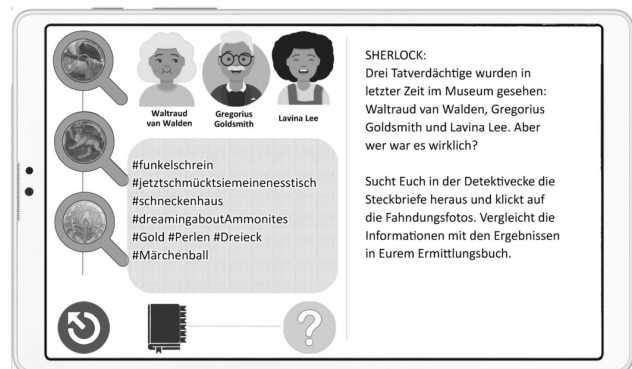 Waltraud
van Walden
Gregorius
Goldsmith
Lavina Lee
#funkelschrein
#jetztschmücktsiemeinenesstisch
#schneckenhaus
#dreamingaboutAmmonites
#Gold #Perlen #Dreieck
#Märchenball
?
SHERLOCK:
Drei Tatverdächtige wurden in
letzter Zeit im Museum gesehen:
Waltraud van Walden, Gregorius
Goldsmith und Lavina Lee. Aber
wer war es wirklich?
Sucht Euch in der Detektivecke die
Steckbriefe heraus und klickt auf
die Fahndungsfotos. Vergleicht die
Informationen mit den Ergebnissen
in Eurem Ermittlungsbuch.